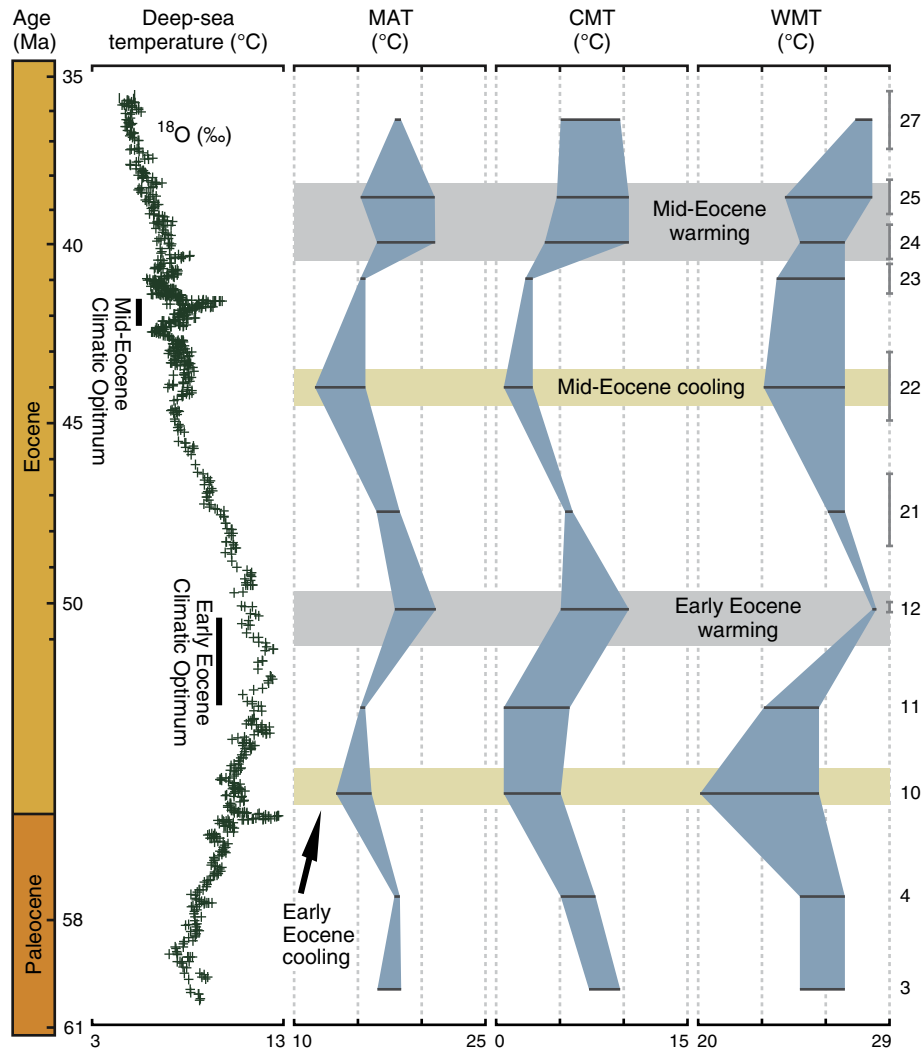 Age
(Ma)
Deep-sea
temperature (°C)
MAT
(°C)
CMT
(°C)
WMT
(°C)
35
40
45
50
58
61
Eocene
Paleocene
18O (‰)
Mid-Eocene
Climatic Opitmum
Early Eocene
Climatic Optimum
Mid-Eocene
warming
Mid-Eocene cooling
Early Eocene
warming
Early
Eocene
cooling
27
25
24
23
22
21
12
11
10
4
3
3
13
10
25
0
15
20
29